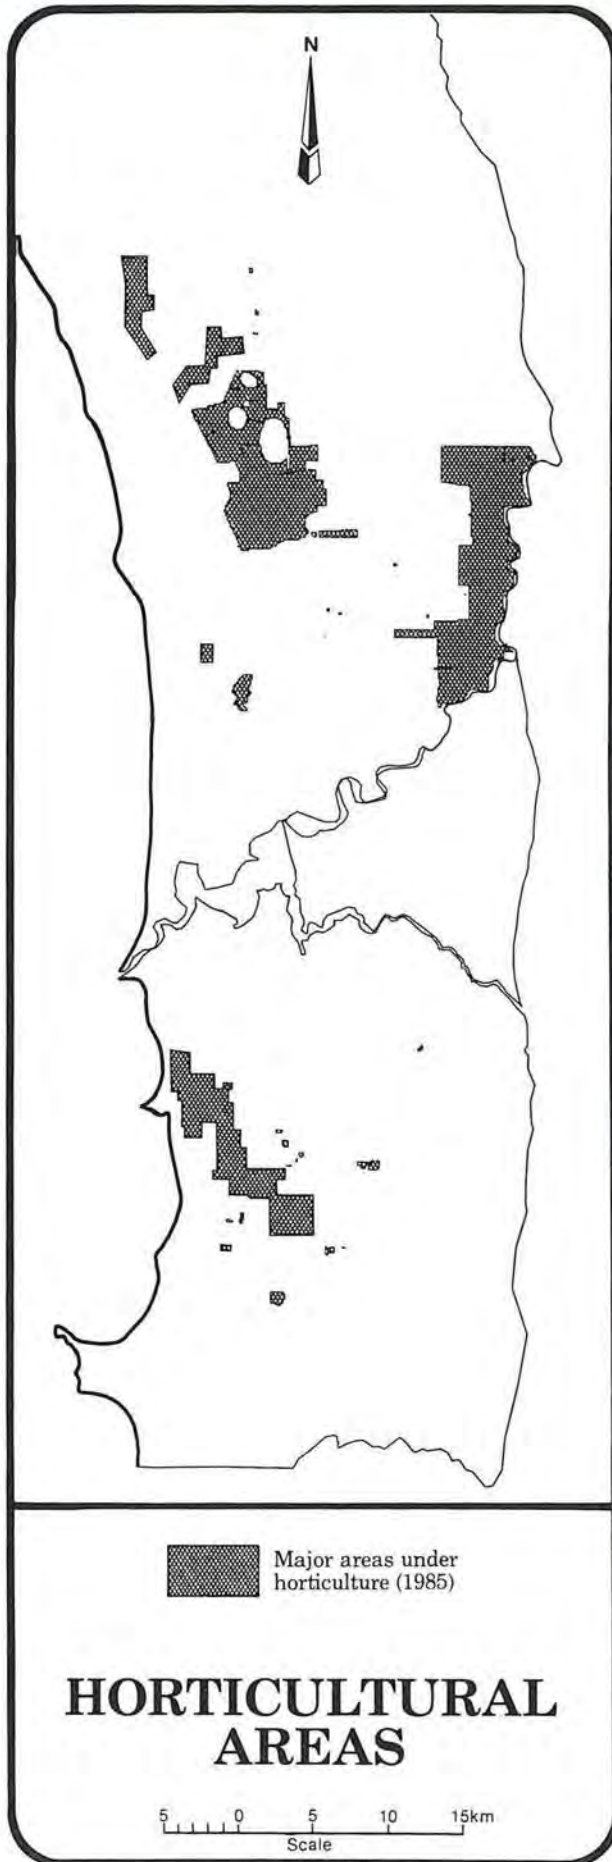 N
Major areas under
horticulture (1985)
HORTICULTURAL
AREAS
5 0 5 10 15km
Scale